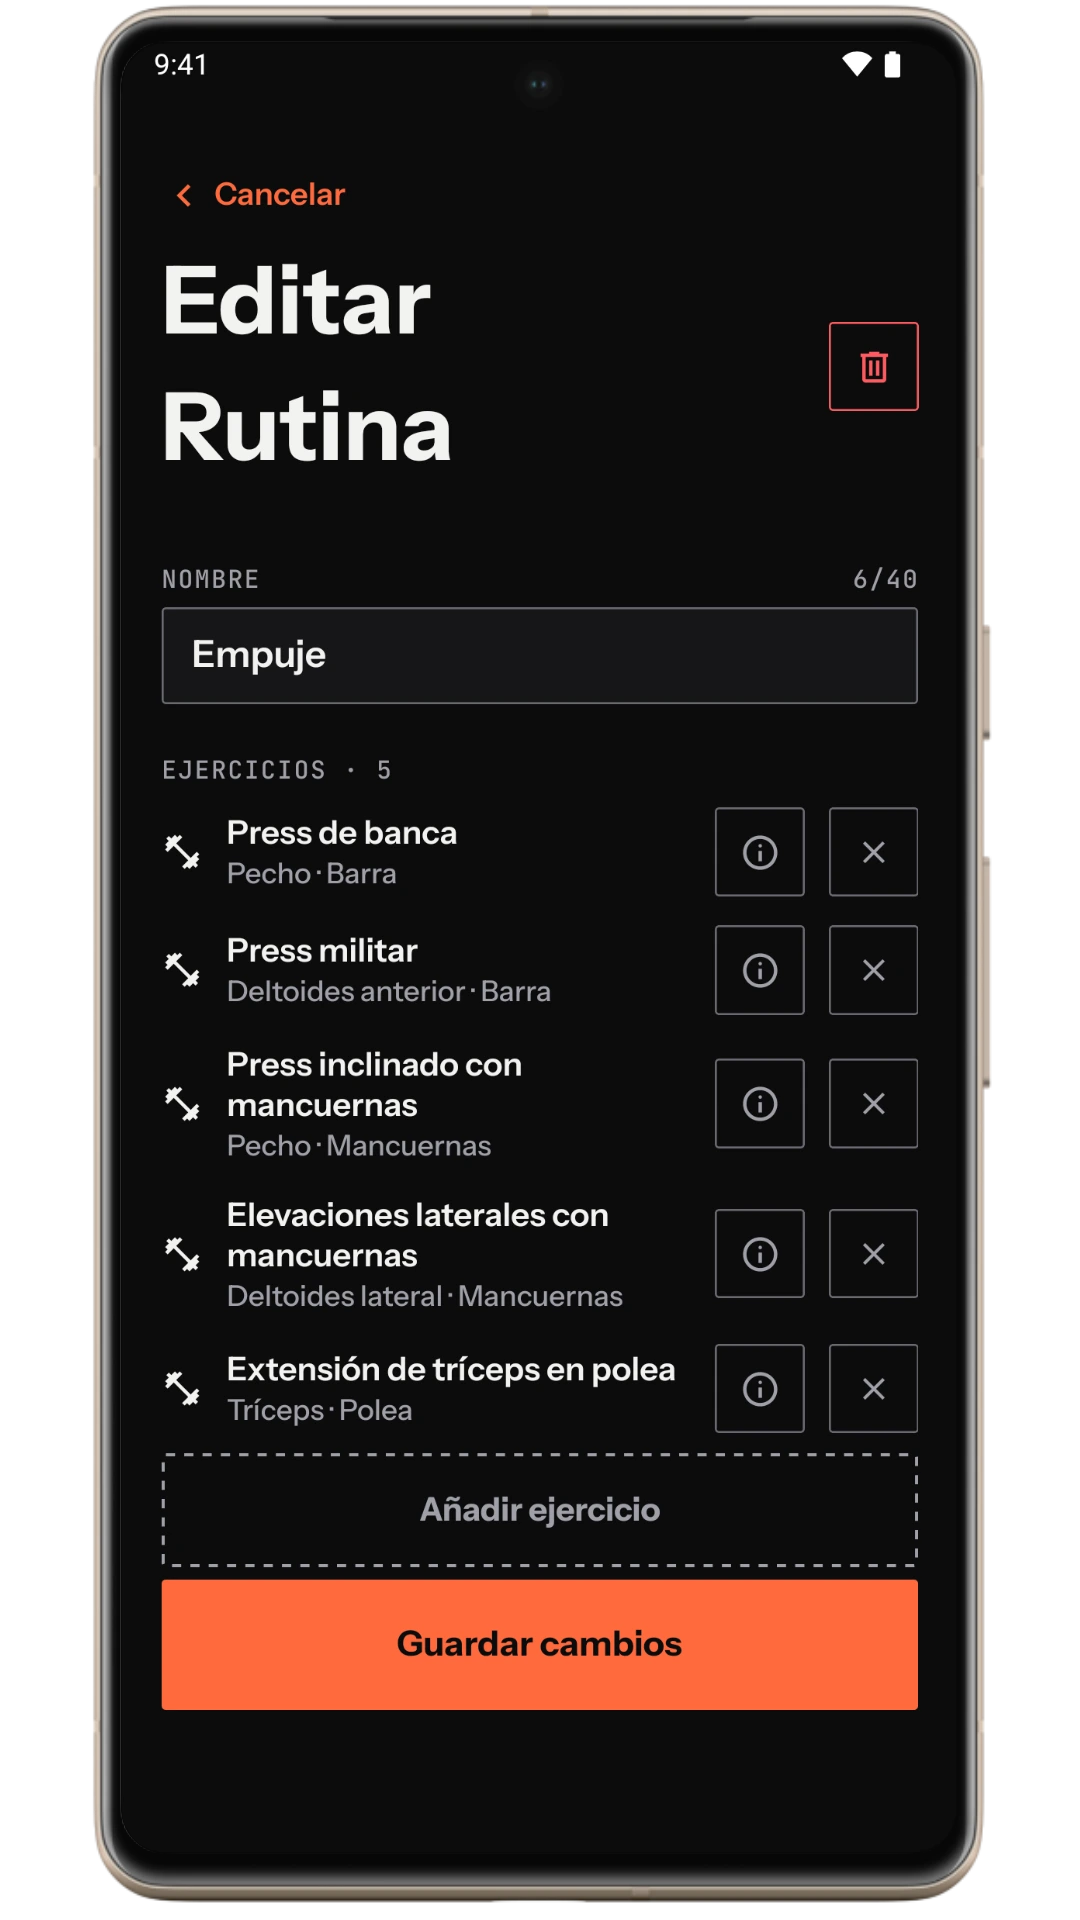 9:41
Cancelar
Editar
Rutina
NOMBRE 6/40
Empuje
EJERCICIOS · 5
Press de banca
Pecho · Barra
Press militar
Deltoides anterior · Barra
Press inclinado con
mancuernas
Pecho · Mancuernas
Elevaciones laterales con
mancuernas
Deltoides lateral · Mancuernas
Extensión de tríceps en polea
Tríceps · Polea
Añadir ejercicio
Guardar cambios